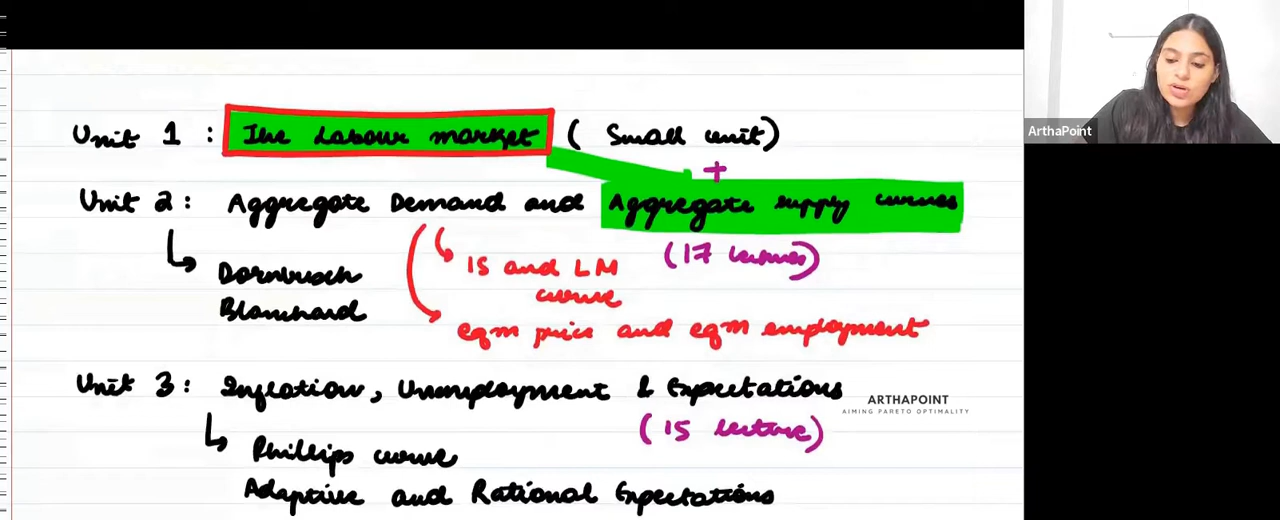 Unit 1 : The Labour market ( Small unit)
ArthaPoint
+
Unit 2 : Aggregate Demand and Aggregate supply curves
(17 lectures)
Dornbusch
IS and LM
curve
Blanchard
eqm price and eqm employment
Unit 3 : Inflation, Unemployment & Expectations
ARTHAPOINT
AIMING PARETO OPTIMALITY
(15 lecture)
Phillips curve
Adaptive and Rational Expectations